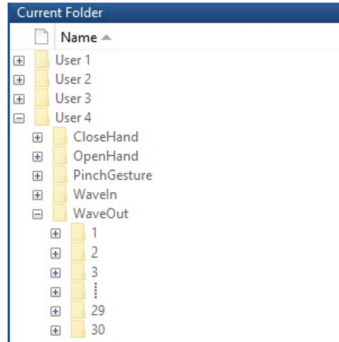 Current Folder
Name
User 1
User 2
User 3
User 4
CloseHand
OpenHand
PinchGesture
WaveIn
WaveOut
1
2
3
⋮
29
30